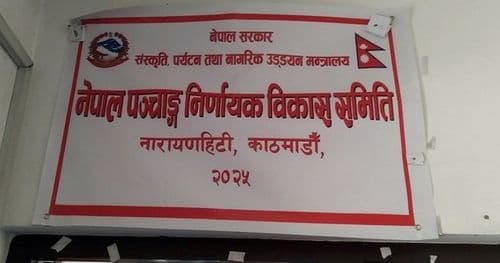 नेपाल सरकार
संस्कृति, पर्यटन तथा नागरिक उड्डयन मन्त्रालय
नेपाल पञ्चाङ्ग निर्णायक विकास समिति
नारायणहिटी, काठमाडौँ,
२०२५